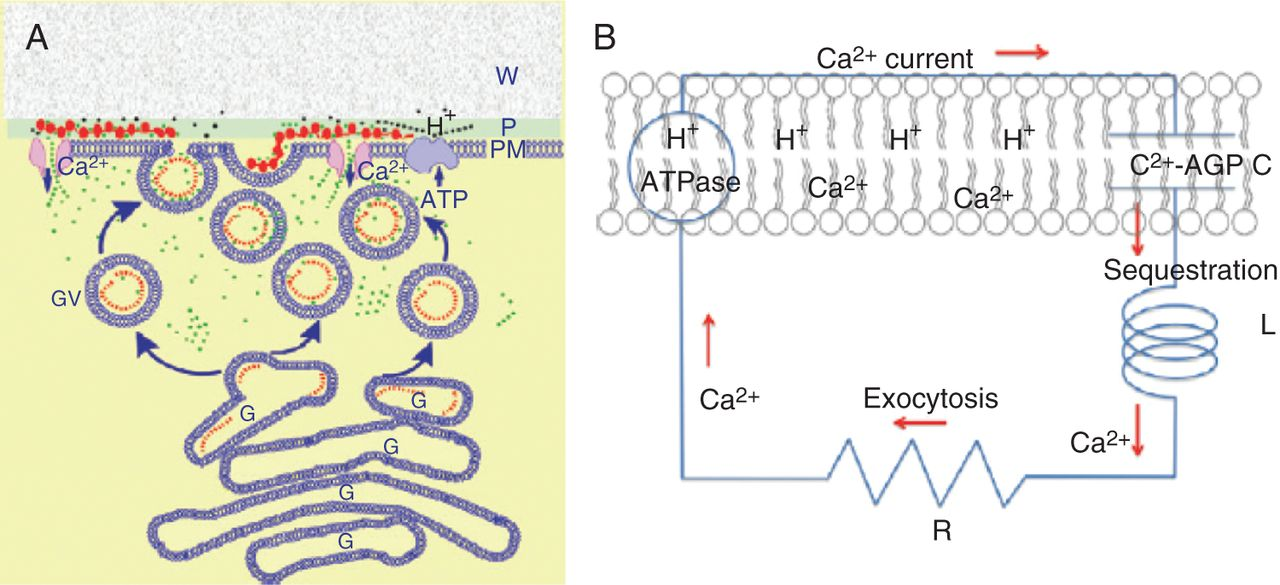 A
W
H+
P
PM
Ca2+
Ca2+
ATP
GV
G
G
G
G
G
B
Ca2+ current
H+
H+
H+
H+
ATPase
Ca2+
Ca2+
C2+-AGP C
Sequestration
L
Ca2+
Exocytosis
Ca2+
R